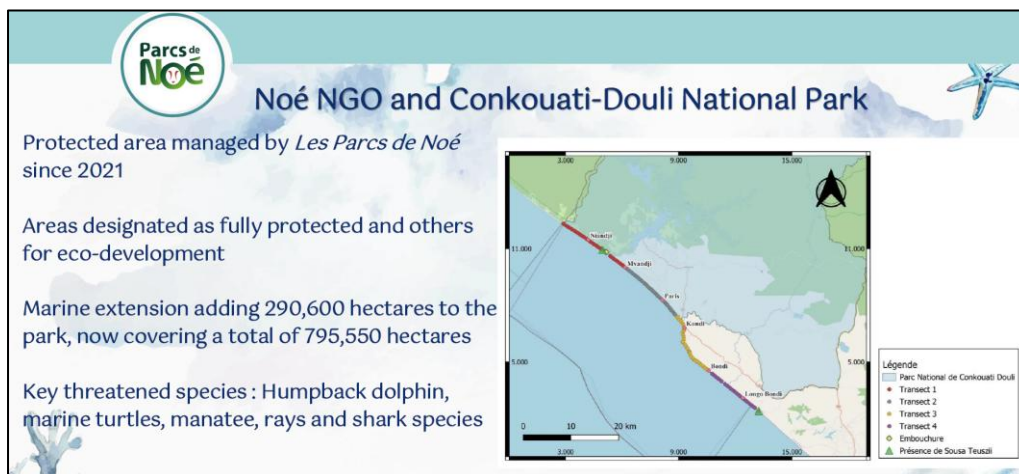 Parcs de
Noé
Noé NGO and Conkouati-Douli National Park
Protected area managed by Les Parcs de Noé
since 2021
Areas designated as fully protected and others
for eco-development
Marine extension adding 290,600 hectares to the
park, now covering a total of 795,550 hectares
Key threatened species : Humpback dolphin,
marine turtles, manatee, rays and shark species
3.000 9.000 15.000
11.000 11.000
Mvandji
Paris
Kondi
5.000 5.000
Bondi
Longo Bondi
0 10 20 km
3.000 9.000 15.000
Légende
Parc National de Conkouati Douli
Transect 1
Transect 2
Transect 3
Transect 4
Embouchure
Présence de Sousa Teuszii